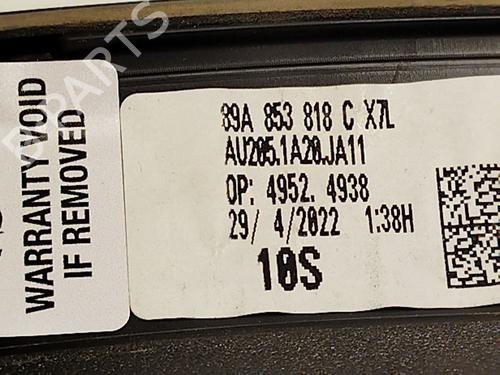 WARRANTY VOID
IF REMOVED
89A 853 818 C X7L
AU205.1A20.JA11
OP: 4952. 4938
29/ 4/2022 1:38H
10S
PARTS